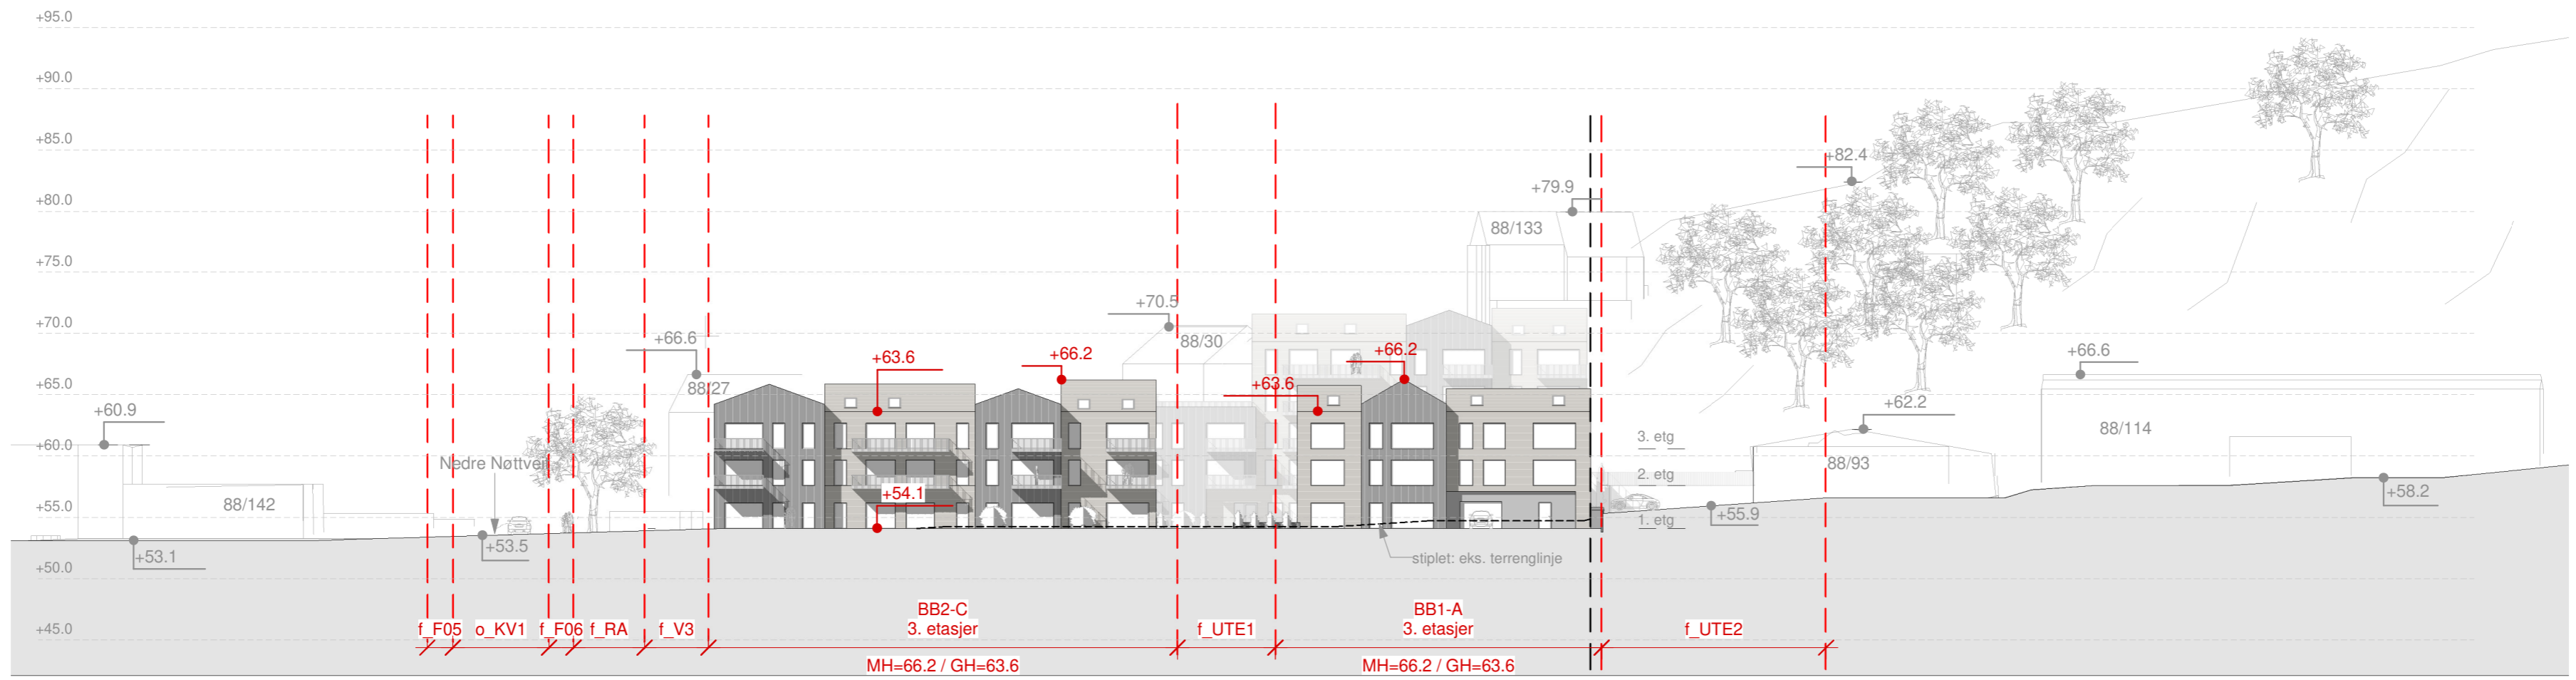 +95.0
+90.0
+85.0
+82.4
+80.0
+79.9
88/133
+75.0
+70.5
+70.0
88/30
+66.6
+63.6
+66.2
+66.2
+66.6
+65.0
88/27
+63.6
+60.9
+62.2
88/114
3. etg
+60.0
Nedre Nøttvei
88/93
2. etg
+54.1
88/142
+55.0
+55.9
1. etg
+58.2
+53.5
+53.1
stiplet: eks. terrenglinje
+50.0
BB2-C
3. etasjer
BB1-A
3. etasjer
+45.0
f_F05
o_KV1
f_F06
f_RA
f_V3
f_UTE1
f_UTE2
MH=66.2 / GH=63.6
MH=66.2 / GH=63.6